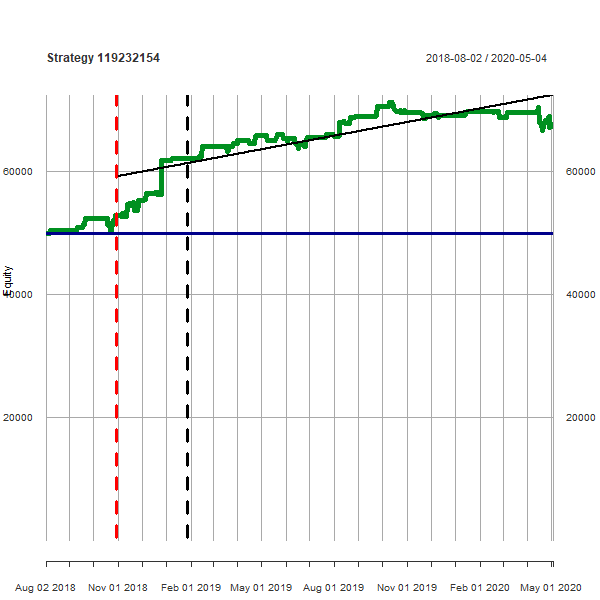 Strategy 119232154
2018-08-02 / 2020-05-04
60000
60000
Equity
40000
40000
20000
20000
Aug 02 2018
Nov 01 2018
Feb 01 2019
May 01 2019
Aug 01 2019
Nov 01 2019
Feb 01 2020
May 01 2020